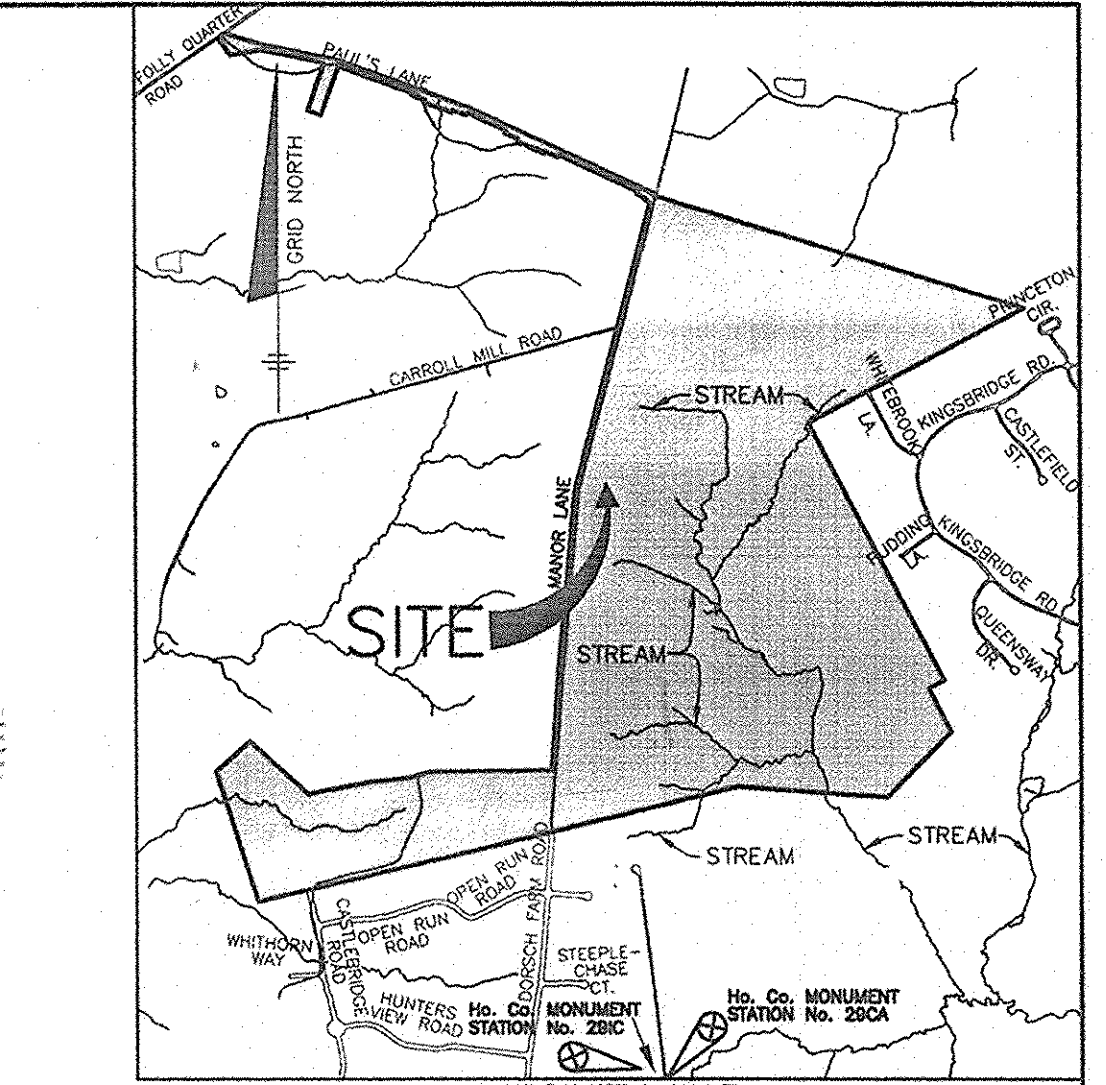 FOLLY QUARTER
ROAD
PAUL'S LANE
GRID NORTH
PRINCETON
CIR.
CARROLL MILL ROAD
STREAM
WHITEBROOK
LA.
KINGSBRIDGE RD.
CASTLEFIELD
ST.
MANOR LANE
PUDDING
LA.
KINGSBRIDGE RD.
QUEENSWAY
DR.
SITE
STREAM
STREAM
STREAM
OPEN RUN
ROAD
OPEN RUN
ROAD
DORSCH FARM ROAD
CASTLEBRIDGE
ROAD
WHITHORN
WAY
STEEPLE-
CHASE
CT.
HUNTERS
VIEW ROAD
Ho. Co. MONUMENT
STATION No. 29IC
Ho. Co. MONUMENT
STATION No. 29CA